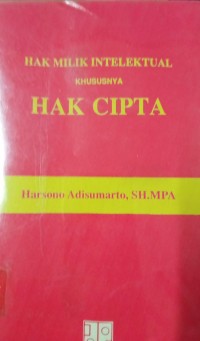 HAK MILIK INTELEKTUAL
KHUSUSNYA
HAK CIPTA
Harsono Adisumarto, SH.MPA